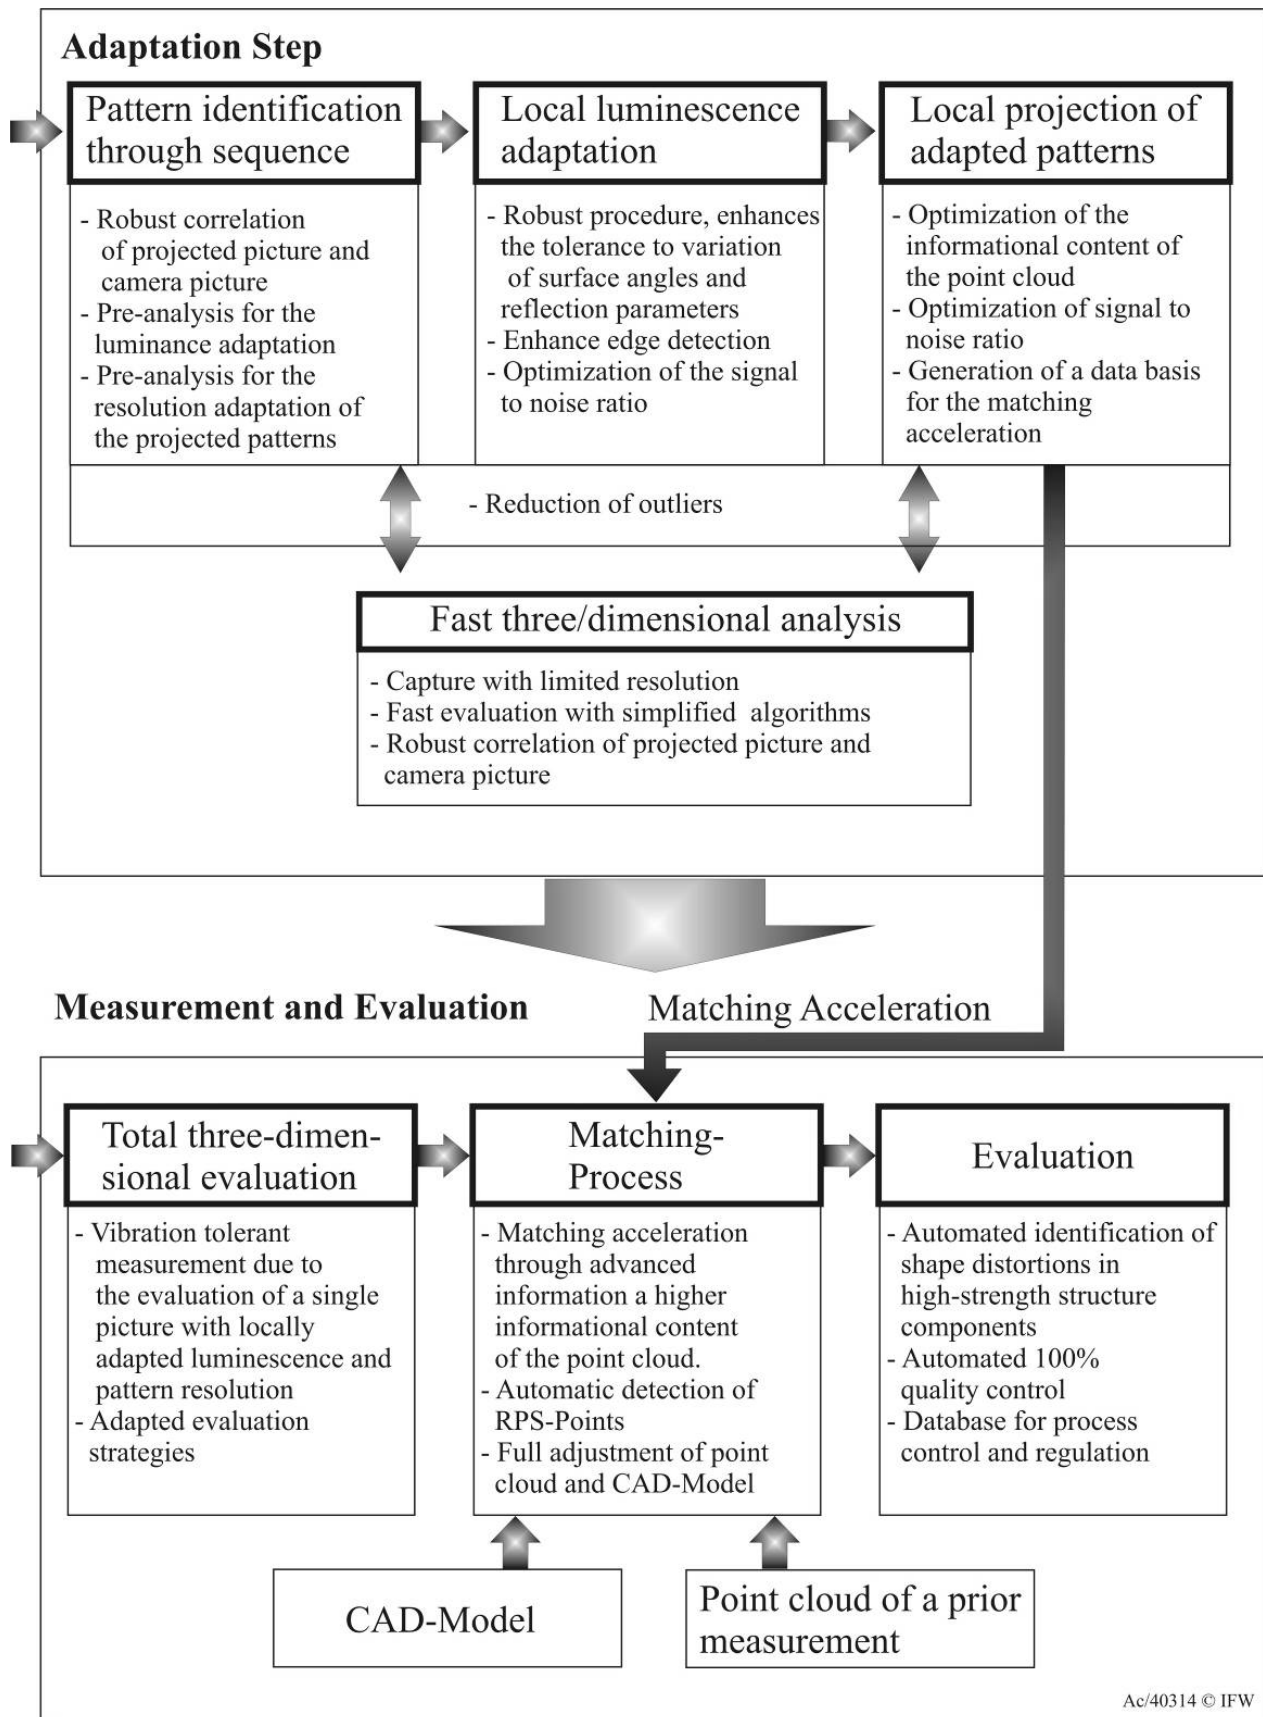 Adaptation Step
Pattern identification
through sequence
- Robust correlation
of projected picture and
camera picture
- Pre-analysis for the
luminance adaptation
- Pre-analysis for the
resolution adaptation of
the projected patterns
Local luminescence
adaptation
- Robust procedure, enhances
the tolerance to variation
of surface angles and
reflection parameters
- Enhance edge detection
- Optimization of the signal
to noise ratio
Local projection of
adapted patterns
- Optimization of the
informational content of
the point cloud
- Optimization of signal to
noise ratio
- Generation of a data basis
for the matching
acceleration
- Reduction of outliers
Fast three/dimensional analysis
- Capture with limited resolution
- Fast evaluation with simplified algorithms
- Robust correlation of projected picture and
camera picture
Measurement and Evaluation
Matching Acceleration
Total three-dimen-
sional evaluation
- Vibration tolerant
measurement due to
the evaluation of a single
picture with locally
adapted luminescence and
pattern resolution
- Adapted evaluation
strategies
Matching-
Process
- Matching acceleration
through advanced
information a higher
informational content
of the point cloud.
- Automatic detection of
RPS-Points
- Full adjustment of point
cloud and CAD-Model
Evaluation
- Automated identification of
shape distortions in
high-strength structure
components
- Automated 100%
quality control
- Database for process
control and regulation
CAD-Model
Point cloud of a prior
measurement
Ac/40314 © IFW